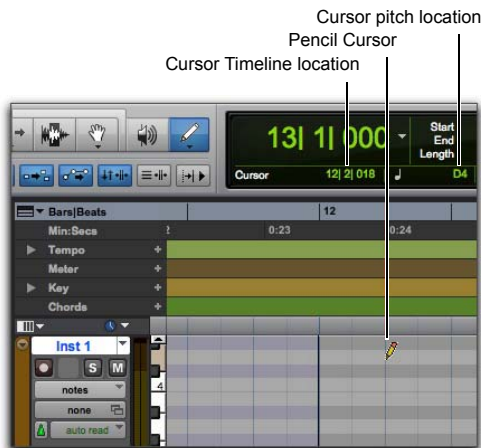 Cursor pitch location
Pencil Cursor
Cursor Timeline location
13| 1| 000
Start
End
Length
Cursor 12| 2| 018 D4
Bars|Beats 12
Min:Secs 0:23 0:24
Tempo +
Meter +
Key +
Chords +
Inst 1
S M
notes 4
none
auto read